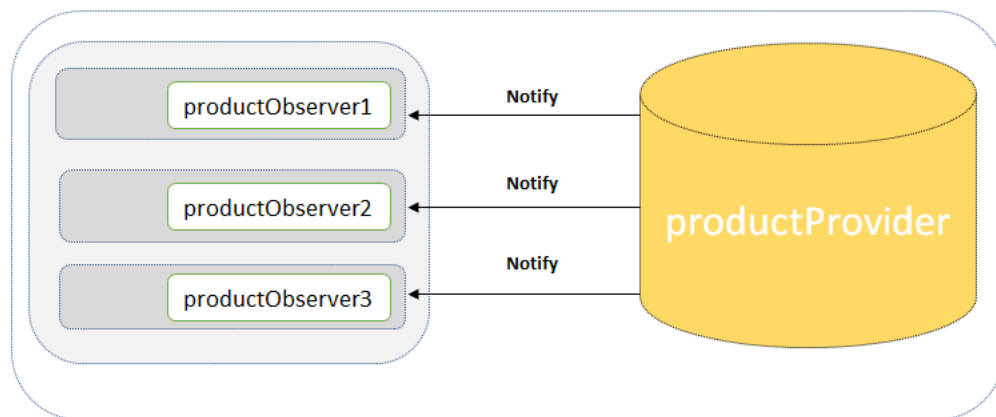 Notify
productObserver1
Notify
productObserver2
productProvider
Notify
productObserver3